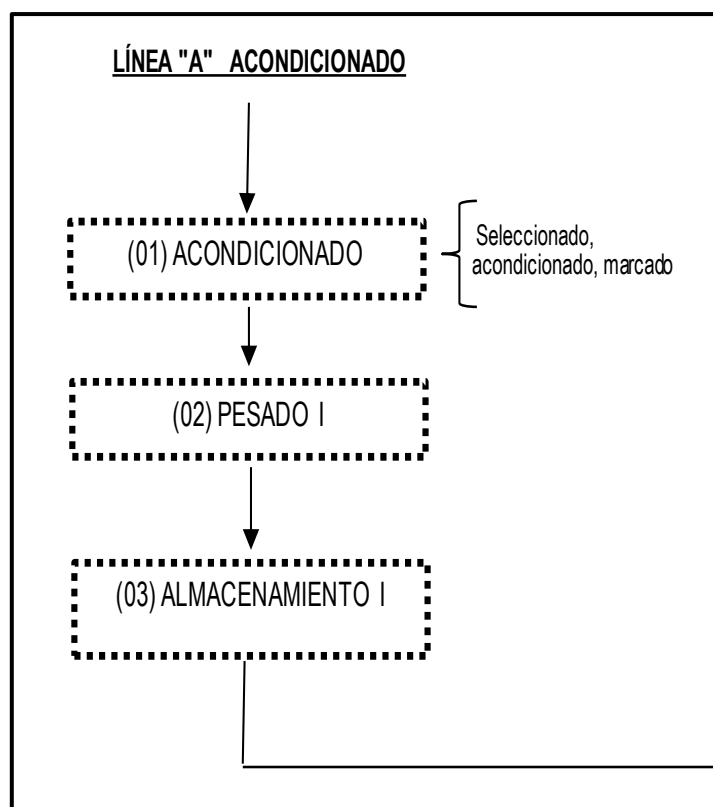 LÍNEA "A" ACONDICIONADO
(01) ACONDICIONADO
Seleccionado,
acondicionado, marcado
(02) PESADO I
(03) ALMACENAMIENTO I